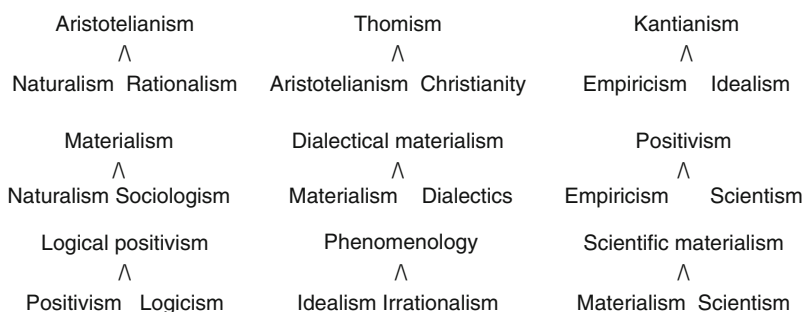 Aristotelianism Thomism Kantianism
Λ Λ Λ
Naturalism Rationalism Aristotelianism Christianity Empiricism Idealism
Materialism Dialectical materialism Positivism
Λ Λ Λ
Naturalism Sociologism Materialism Dialectics Empiricism Scientism
Logical positivism Phenomenology Scientific materialism
Λ Λ Λ
Positivism Logicism Idealism Irrationalism Materialism Scientism